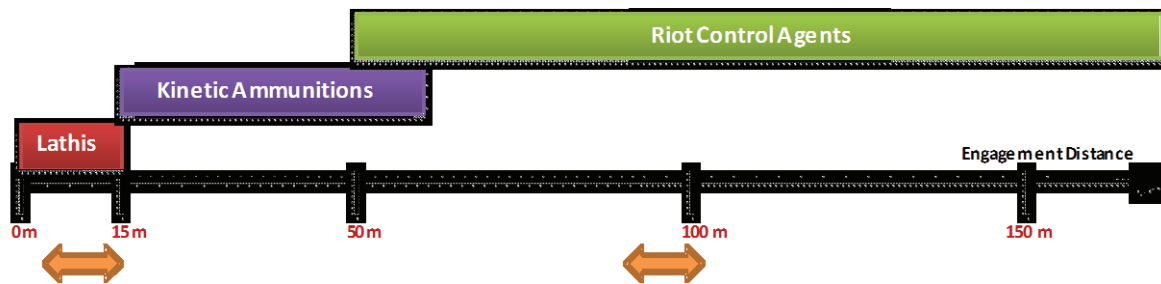 Riot Control Agents
Kinetic Ammunitions
Lathis
Engagement Distance
0m 15 m 50 m 100 m 150 m